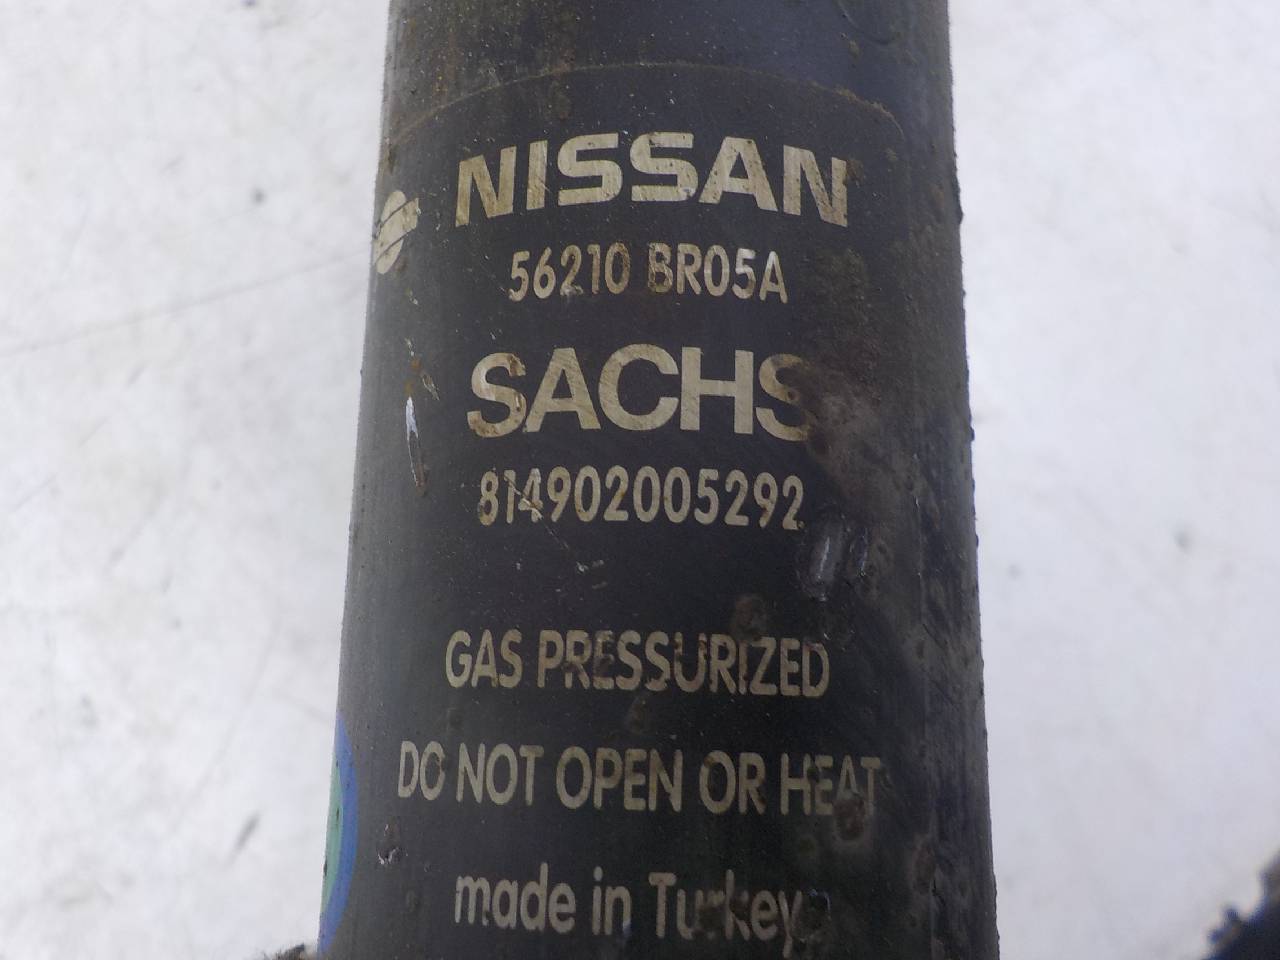 NISSAN
56210 BR05A
SACHS
814902005292
GAS PRESSURIZED
DO NOT OPEN OR HEAT
made in Turkey